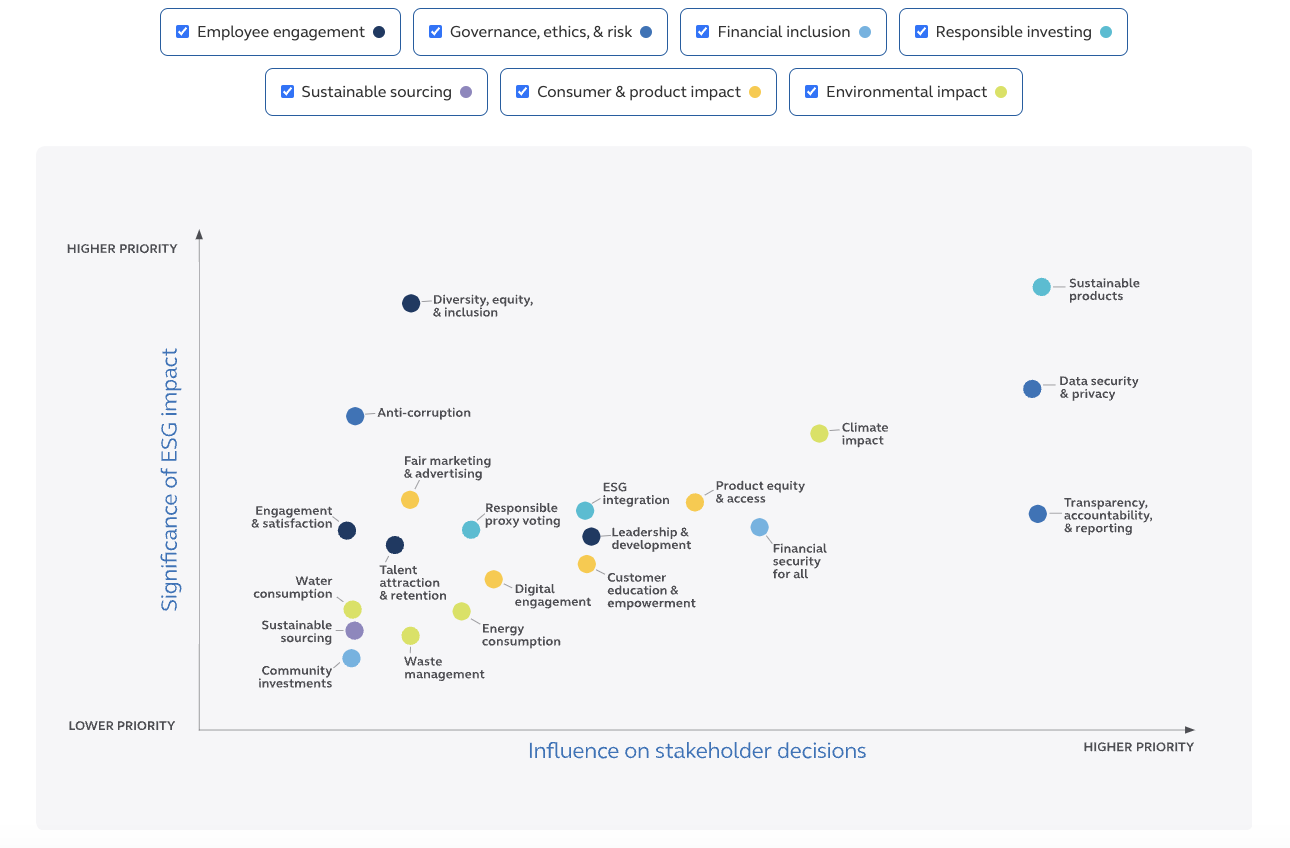 Employee engagement
Governance, ethics, & risk
Financial inclusion
Responsible investing
Sustainable sourcing
Consumer & product impact
Environmental impact
HIGHER PRIORITY
Significance of ESG impact
LOWER PRIORITY
Diversity, equity,
& inclusion
Sustainable
products
Data security
& privacy
Anti-corruption
Climate
impact
Fair marketing
& advertising
ESG
integration
Product equity
& access
Transparency,
accountability,
& reporting
Engagement
& satisfaction
Responsible
proxy voting
Leadership &
development
Financial
security
for all
Talent
attraction
& retention
Water
consumption
Digital
engagement
Customer
education &
empowerment
Sustainable
sourcing
Energy
consumption
Community
investments
Waste
management
Influence on stakeholder decisions
HIGHER PRIORITY